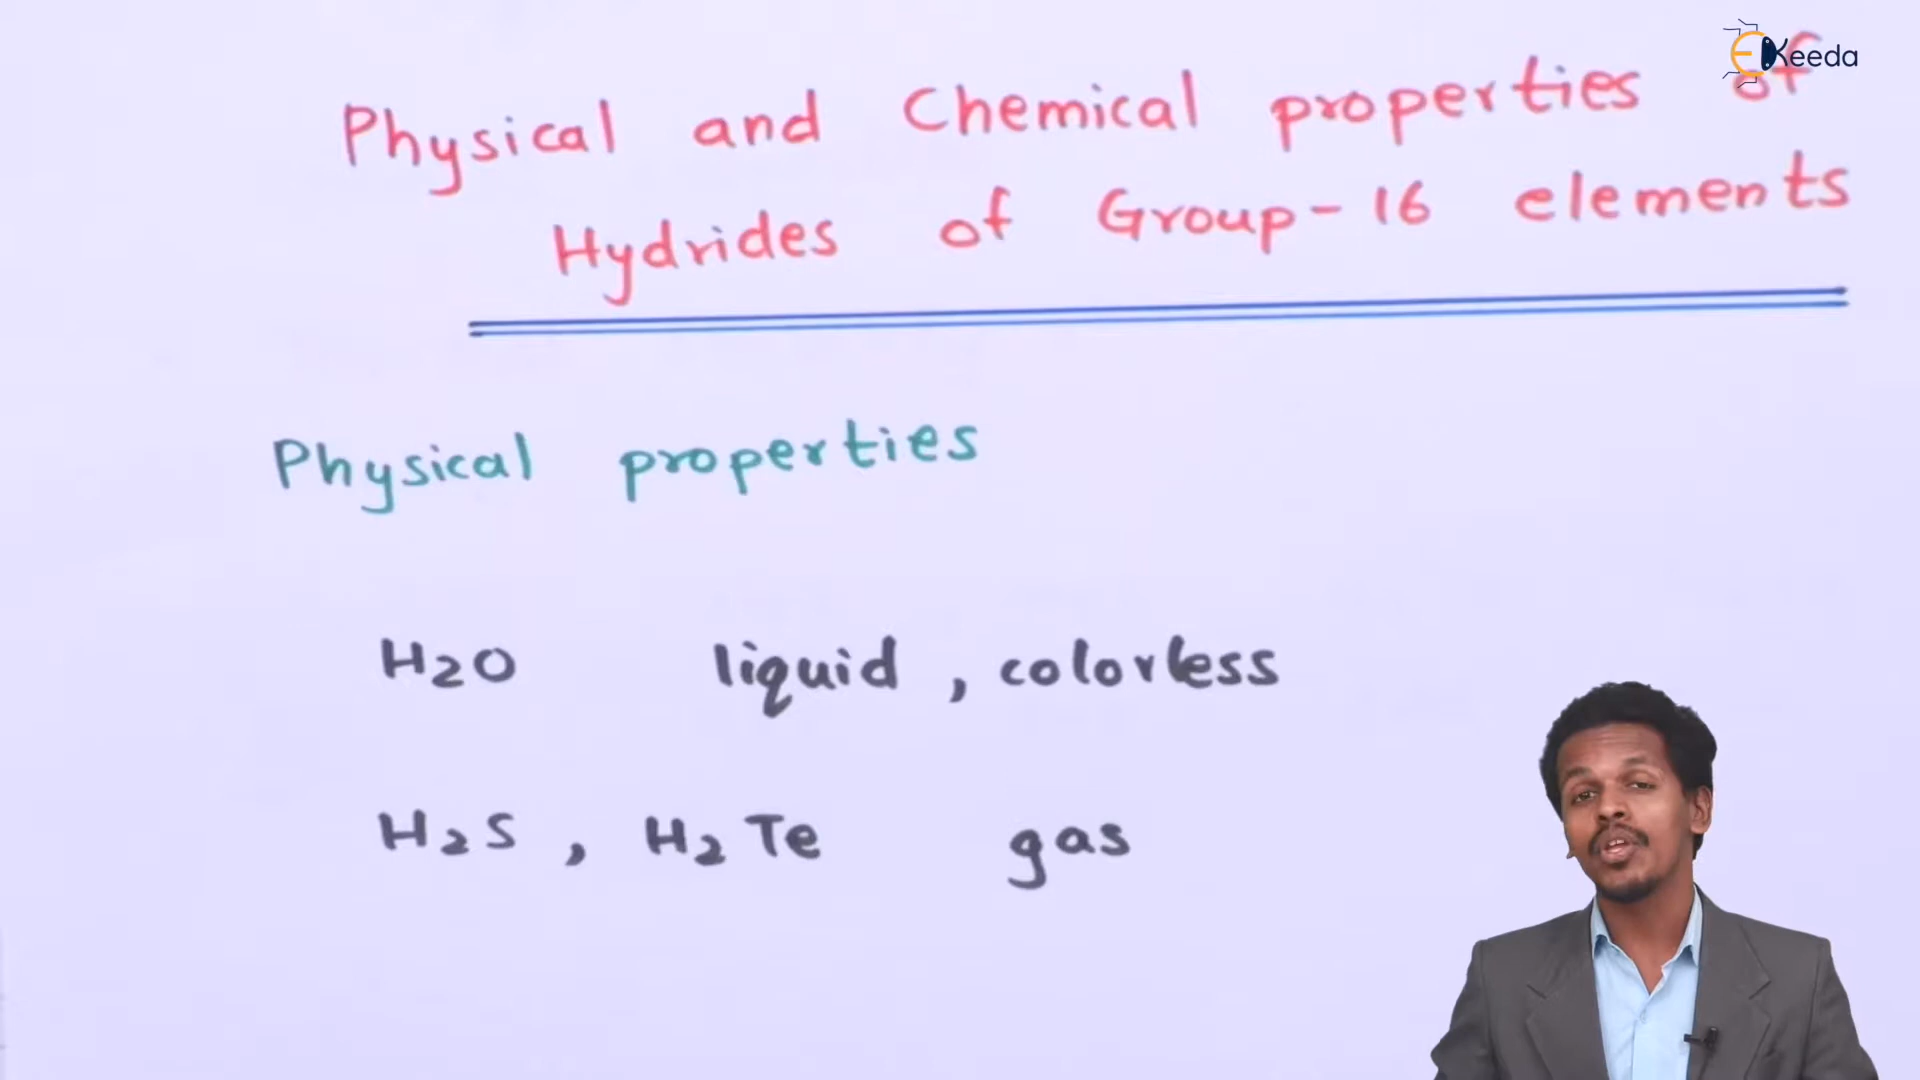 EKeeda
Physical and Chemical properties of
Hydrides of Group-16 elements
Physical properties
H2O liquid, colorless
H2S, H2Te gas